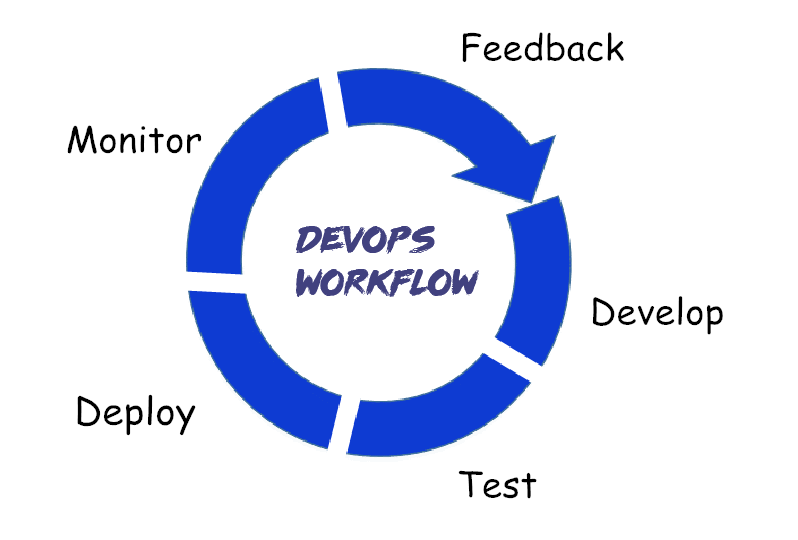 Feedback
Monitor
DEVOPS
WORKFLOW
Develop
Deploy
Test